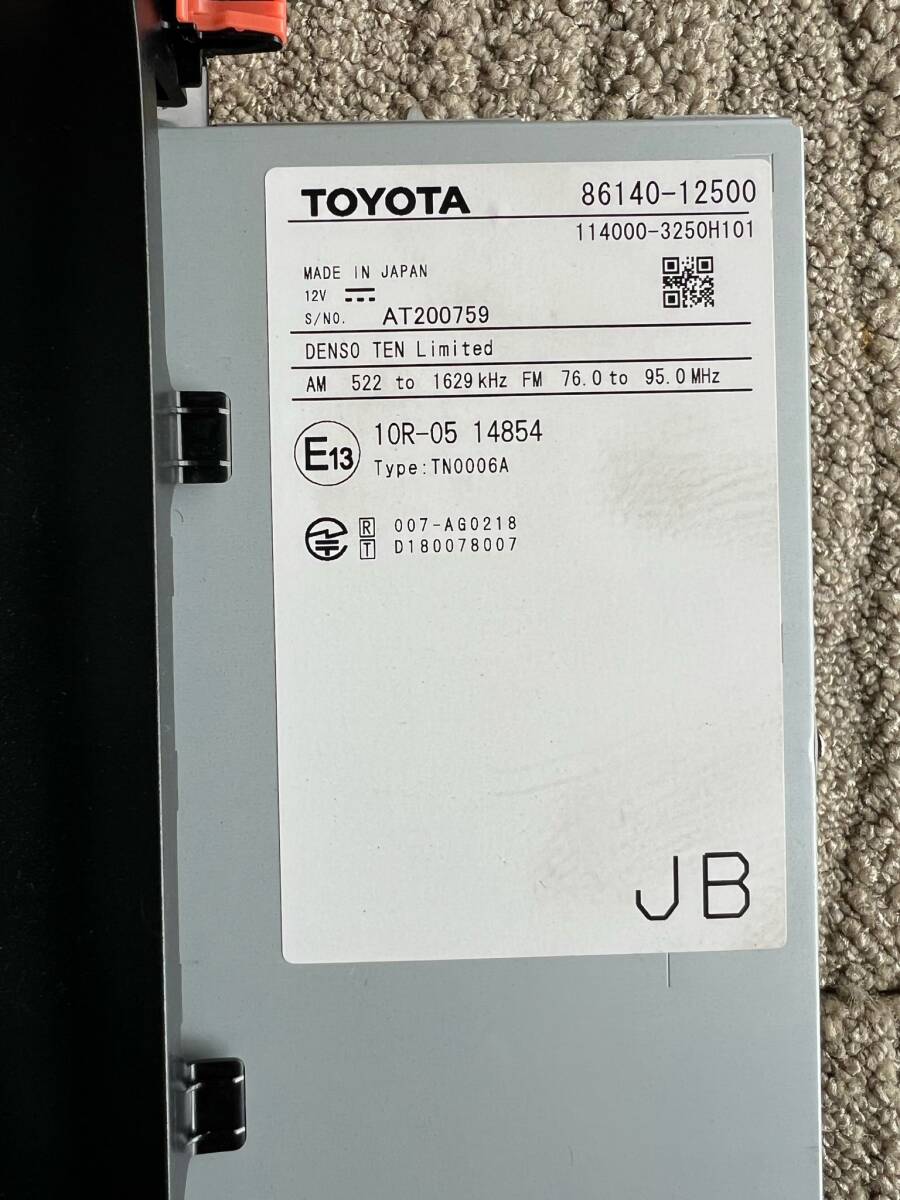 TOYOTA 86140-12500
114000-3250H101
MADE IN JAPAN
12V
S/NO. AT200759
DENSO TEN Limited
AM 522 to 1629 kHz FM 76.0 to 95.0 MHz
E13 10R-05 14854
Type:TN0006A
R 007-AG0218
T D180078007
JB